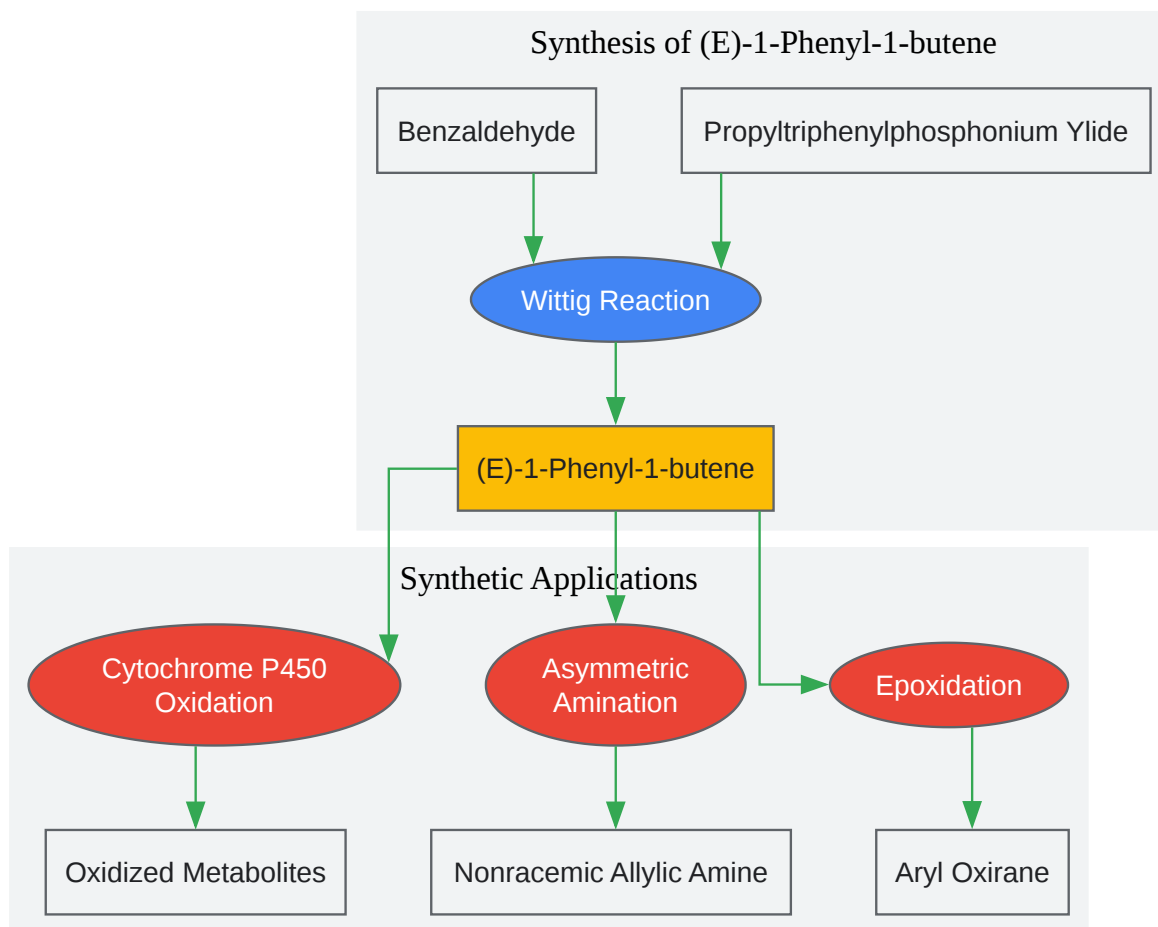 Synthesis of (E)-1-Phenyl-1-butene
Benzaldehyde
Propyltriphenylphosphonium Ylide
Wittig Reaction
(E)-1-Phenyl-1-butene
Synthetic Applications
Cytochrome P450
Oxidation
Asymmetric
Amination
Epoxidation
Oxidized Metabolites
Nonracemic Allylic Amine
Aryl Oxirane